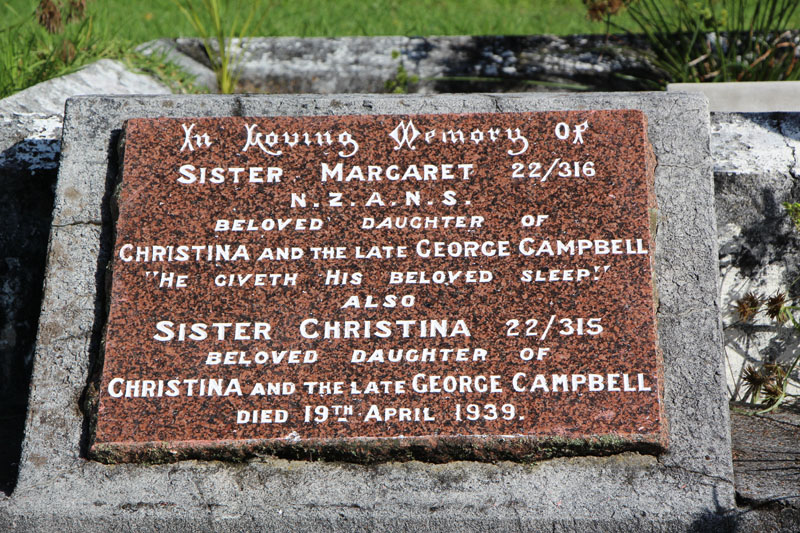 In Loving Memory Of
SISTER MARGARET 22/316
N.Z.A.N.S.
BELOVED DAUGHTER OF
CHRISTINA AND THE LATE GEORGE CAMPBELL
"HE GIVETH HIS BELOVED SLEEP."
ALSO
SISTER CHRISTINA 22/315
BELOVED DAUGHTER OF
CHRISTINA AND THE LATE GEORGE CAMPBELL
DIED 19TH APRIL 1939.